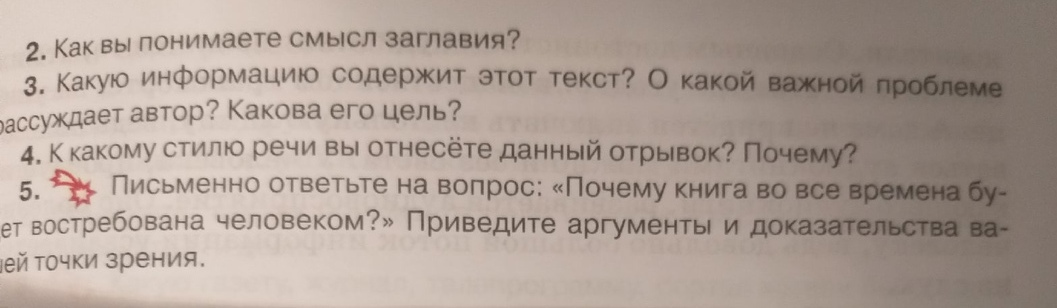 2. Как вы понимаете смысл заглавия?
3. Какую информацию содержит этот текст? О какой важной проблеме
рассуждает автор? Какова его цель?
4. К какому стилю речи вы отнесёте данный отрывок? Почему?
5. Письменно ответьте на вопрос: «Почему книга во все времена бу-
ет востребована человеком?» Приведите аргументы и доказательства ва-
ей точки зрения.